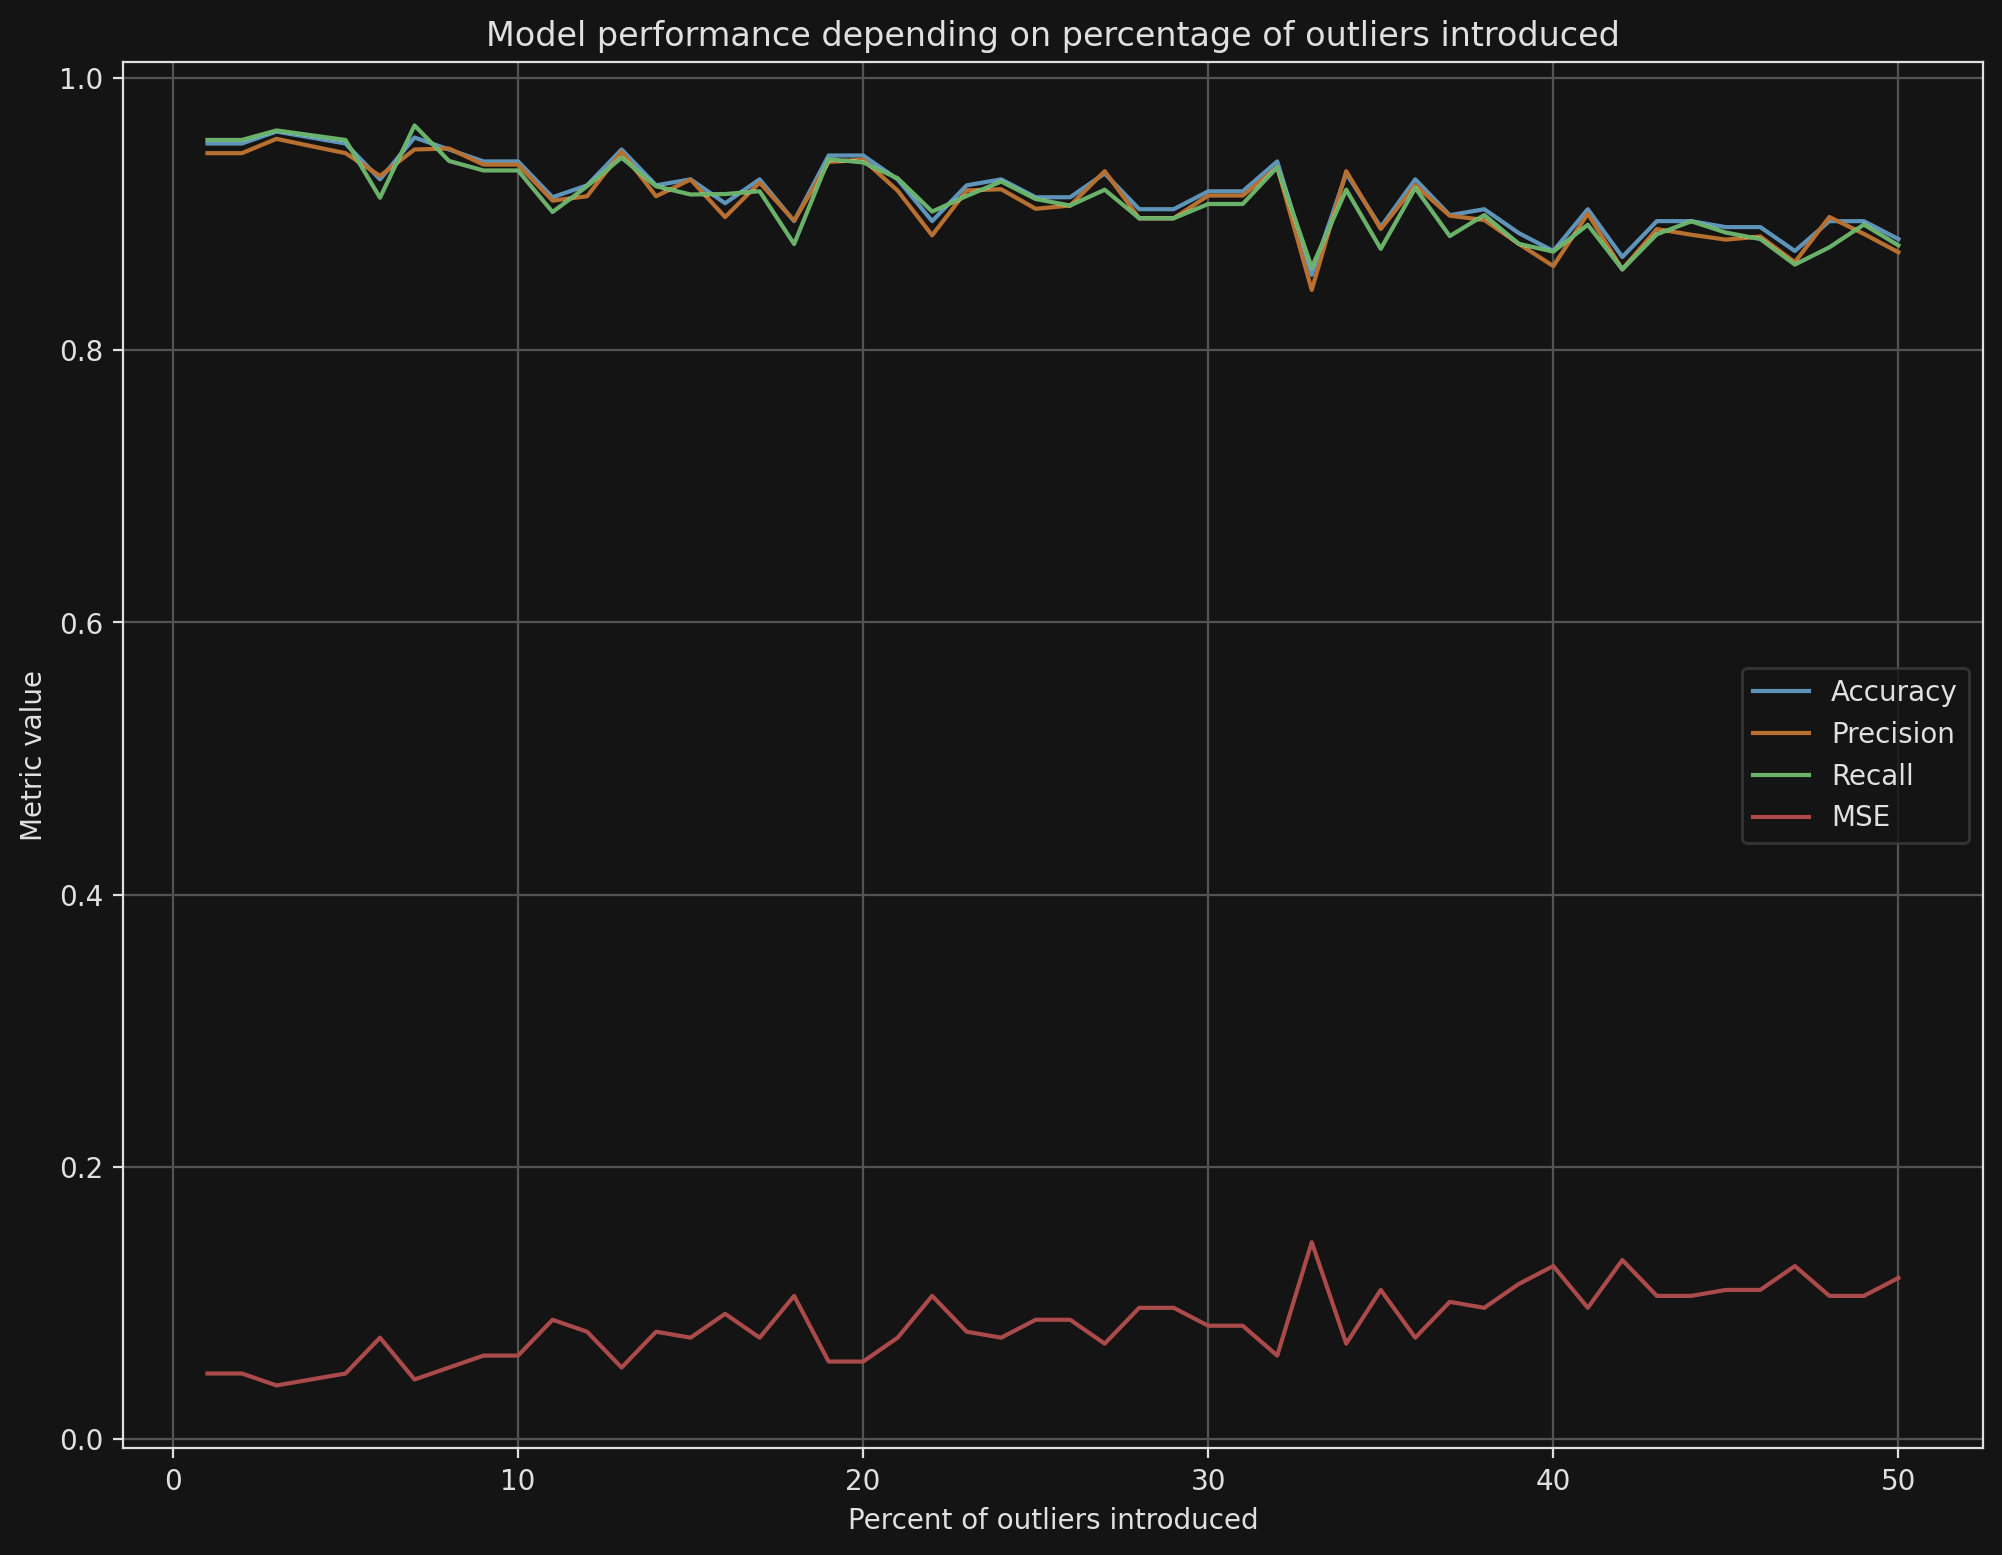 Model performance depending on percentage of outliers introduced
1.0
0.8
0.6
0.4
0.2
0.0
Metric value
Accuracy
Precision
Recall
MSE
0 10 20 30 40 50
Percent of outliers introduced